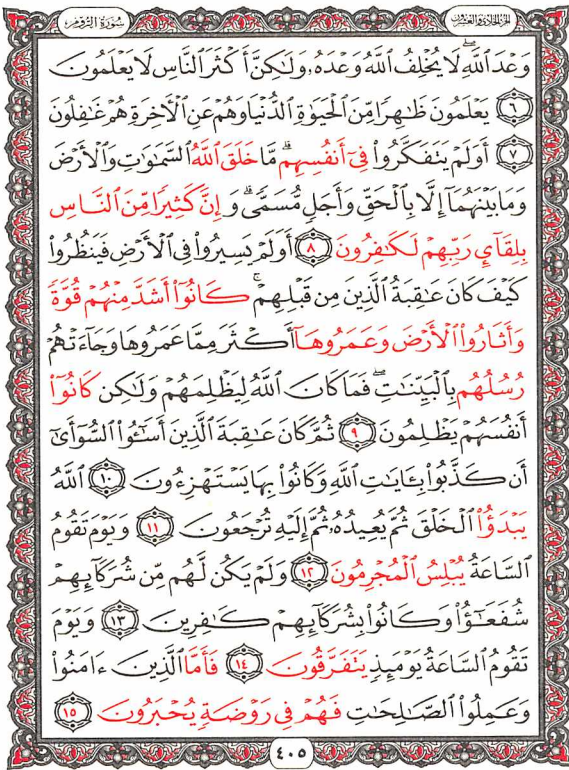 الجزء الحادي والعشرون
سورة الروم
وَعْدَ ٱللَّهِ ۖ لَا يُخْلِفُ ٱللَّهُ وَعْدَهُۥ وَلَٰكِنَّ أَكْثَرَ ٱلنَّاسِ لَا يَعْلَمُونَ
﴿٦﴾ يَعْلَمُونَ ظَٰهِرًا مِّنَ ٱلْحَيَوٰةِ ٱلدُّنْيَا وَهُمْ عَنِ ٱلْأَخِرَةِ هُمْ غَٰفِلُونَ
﴿٧﴾ أَوَلَمْ يَتَفَكَّرُوا۟ فِىٓ أَنفُسِهِم ۗ مَّا خَلَقَ ٱللَّهُ ٱلسَّمَٰوَٰتِ وَٱلْأَرْضَ
وَمَا بَيْنَهُمَآ إِلَّا بِٱلْحَقِّ وَأَجَلٍ مُّسَمًّى ۗ وَإِنَّ كَثِيرًا مِّنَ ٱلنَّاسِ
بِلِقَآئِ رَبِّهِمْ لَكَٰفِرُونَ ﴿٨﴾ أَوَلَمْ يَسِيرُوا۟ فِى ٱلْأَرْضِ فَيَنظُرُوا۟
كَيْفَ كَانَ عَٰقِبَةُ ٱلَّذِينَ مِن قَبْلِهِمْ ۚ كَانُوٓا۟ أَشَدَّ مِنْهُمْ قُوَّةً
وَأَثَارُوا۟ ٱلْأَرْضَ وَعَمَرُوهَآ أَكْثَرَ مِمَّا عَمَرُوهَا وَجَآءَتْهُمْ
رُسُلُهُم بِٱلْبَيِّنَٰتِ ۖ فَمَا كَانَ ٱللَّهُ لِيَظْلِمَهُمْ وَلَٰكِن كَانُوٓا۟
أَنفُسَهُمْ يَظْلِمُونَ ﴿٩﴾ ثُمَّ كَانَ عَٰقِبَةَ ٱلَّذِينَ أَسَٰٓـُٔوا۟ ٱلسُّوٓأَىٰٓ
أَن كَذَّبُوا۟ بِـَٔايَٰتِ ٱللَّهِ وَكَانُوا۟ بِهَا يَسْتَهْزِءُونَ ﴿١٠﴾ ٱللَّهُ
يَبْدَؤُا۟ ٱلْخَلْقَ ثُمَّ يُعِيدُهُۥ ثُمَّ إِلَيْهِ تُرْجَعُونَ ﴿١١﴾ وَيَوْمَ تَقُومُ
ٱلسَّاعَةُ يُبْلِسُ ٱلْمُجْرِمُونَ ﴿١٢﴾ وَلَمْ يَكُن لَّهُم مِّن شُرَكَآئِهِمْ
شُفَعَٰٓؤُا۟ وَكَانُوا۟ بِشُرَكَآئِهِمْ كَٰفِرِينَ ﴿١٣﴾ وَيَوْمَ
تَقُومُ ٱلسَّاعَةُ يَوْمَئِذٍ يَتَفَرَّقُونَ ﴿١٤﴾ فَأَمَّا ٱلَّذِينَ ءَامَنُوا۟
وَعَمِلُوا۟ ٱلصَّٰلِحَٰتِ فَهُمْ فِى رَوْضَةٍ يُحْبَرُونَ ﴿١٥﴾
٤٠٥